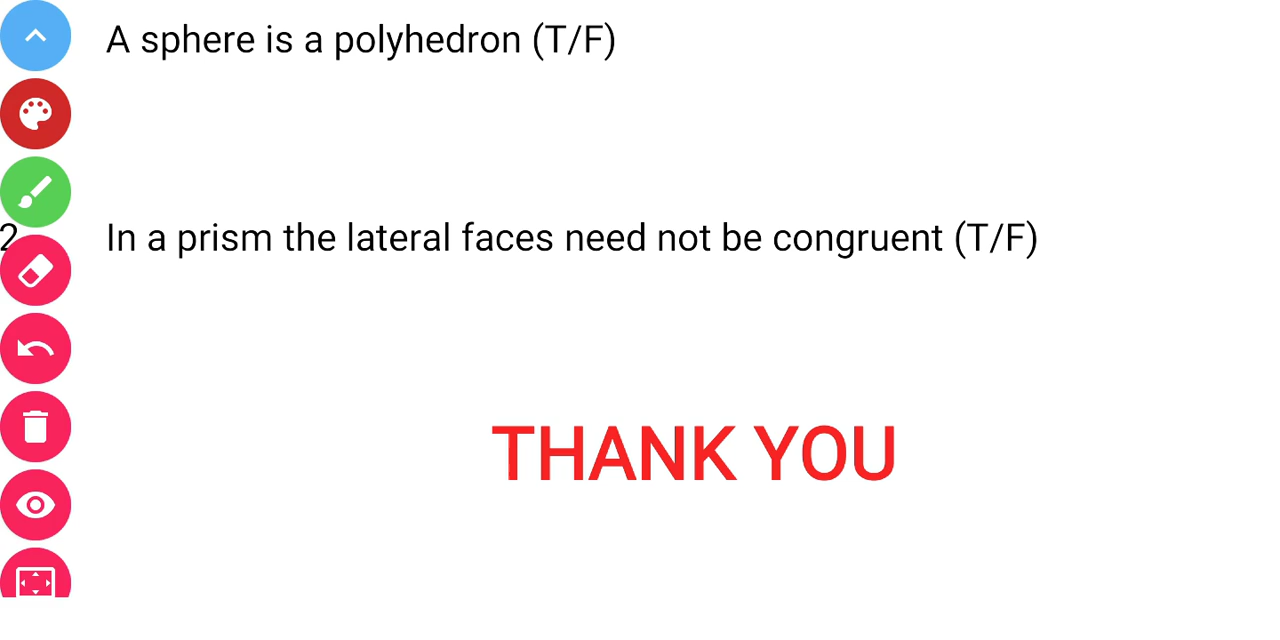 A sphere is a polyhedron (T/F)
2
In a prism the lateral faces need not be congruent (T/F)
THANK YOU